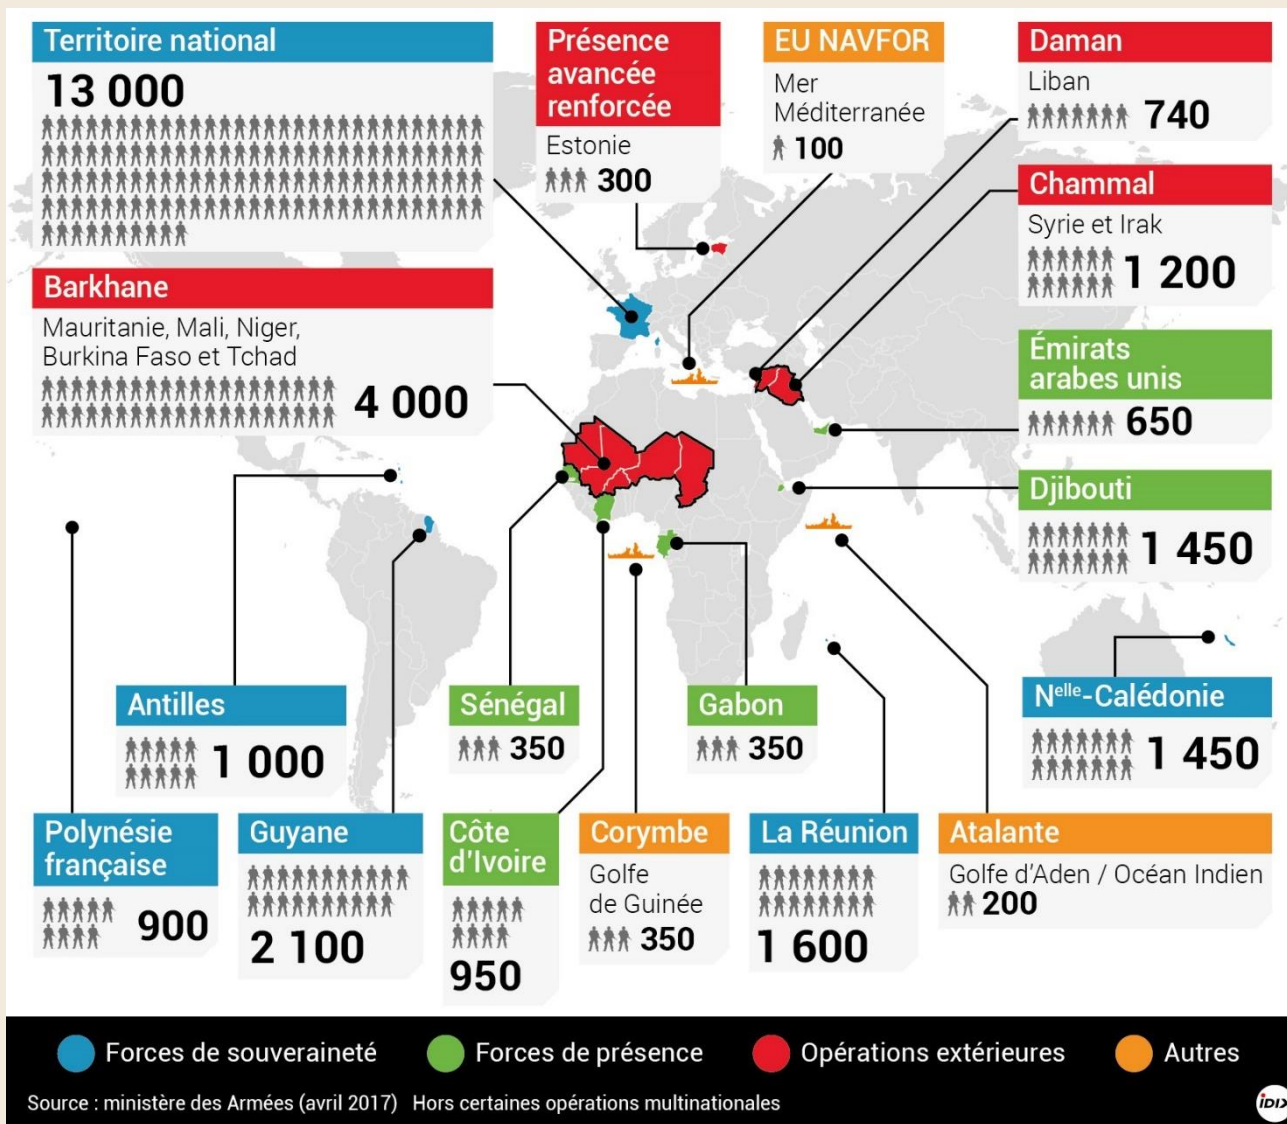 Territoire national
13 000
Présence
avancée
renforcée
Estonie
300
EU NAVFOR
Mer
Méditerranée
100
Daman
Liban
740
Chammal
Syrie et Irak
1 200
Barkhane
Mauritanie, Mali, Niger,
Burkina Faso et Tchad
4 000
Émirats
arabes unis
650
Djibouti
1 450
Antilles
1 000
Sénégal
350
Gabon
350
Nelle-Calédonie
1 450
Polynésie
française
900
Guyane
2 100
Côte
d'Ivoire
950
Corymbe
Golfe
de Guinée
350
La Réunion
1 600
Atalante
Golfe d'Aden / Océan Indien
200
Forces de souveraineté
Forces de présence
Opérations extérieures
Autres
Source : ministère des Armées (avril 2017) Hors certaines opérations multinationales
iDIX